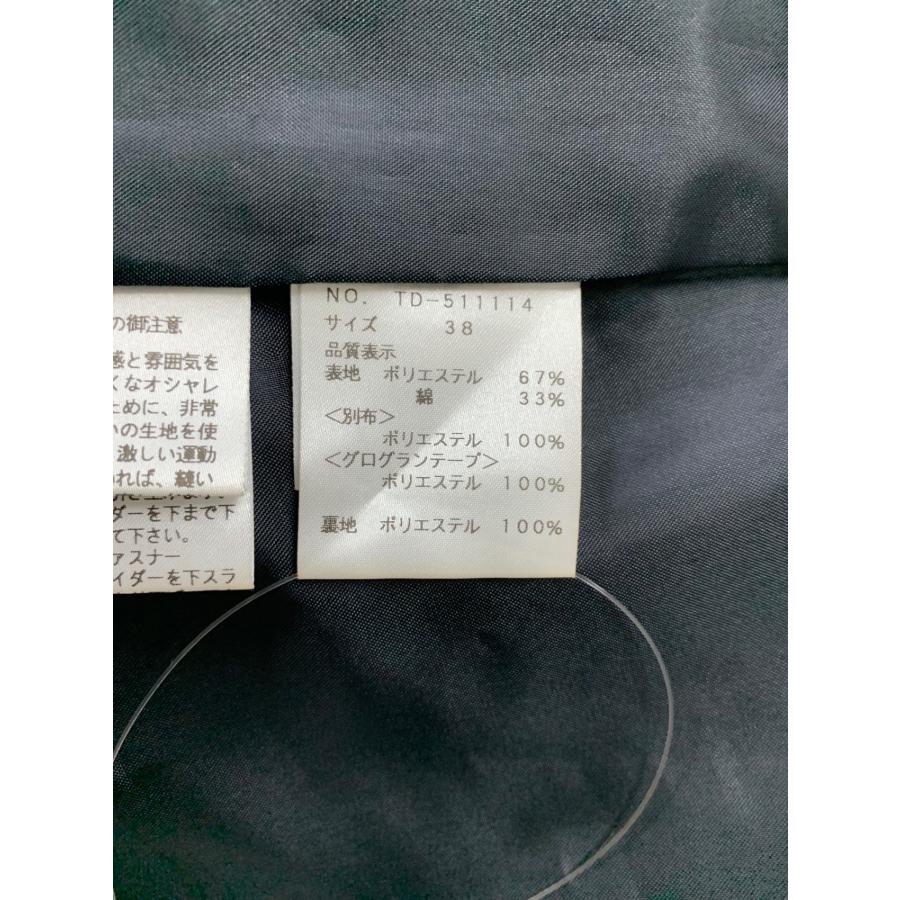 の御注意
感と雰囲気を
くなオシャレ
ために、非常
いの生地を使
激しい運動
れば、縫い
ダーを下まで下
て下さい。
ァスナー
イダーを下スラ
NO. TD-511114
サイズ 38
品質表示
表地 ポリエステル 67%
綿 33%
＜別布＞
ポリエステル 100%
＜グログランテープ＞
ポリエステル 100%
裏地 ポリエステル 100%